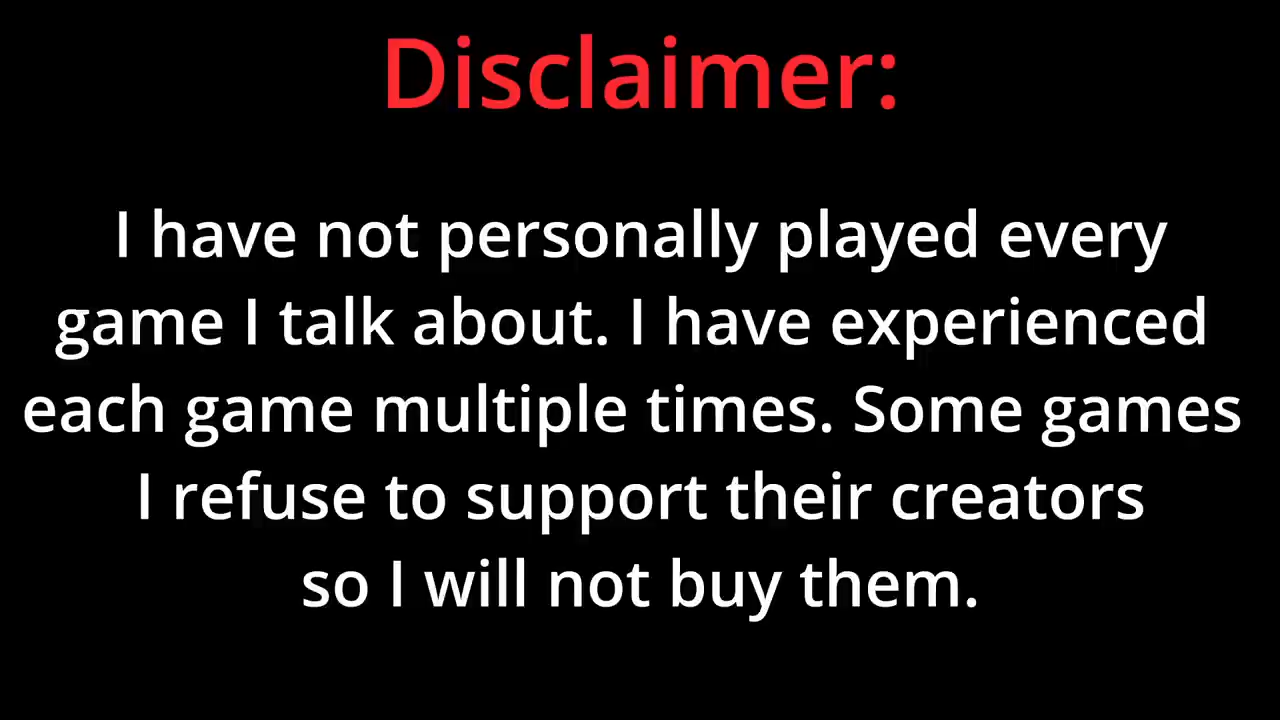 Disclaimer:
I have not personally played every
game I talk about. I have experienced
each game multiple times. Some games
I refuse to support their creators
so I will not buy them.